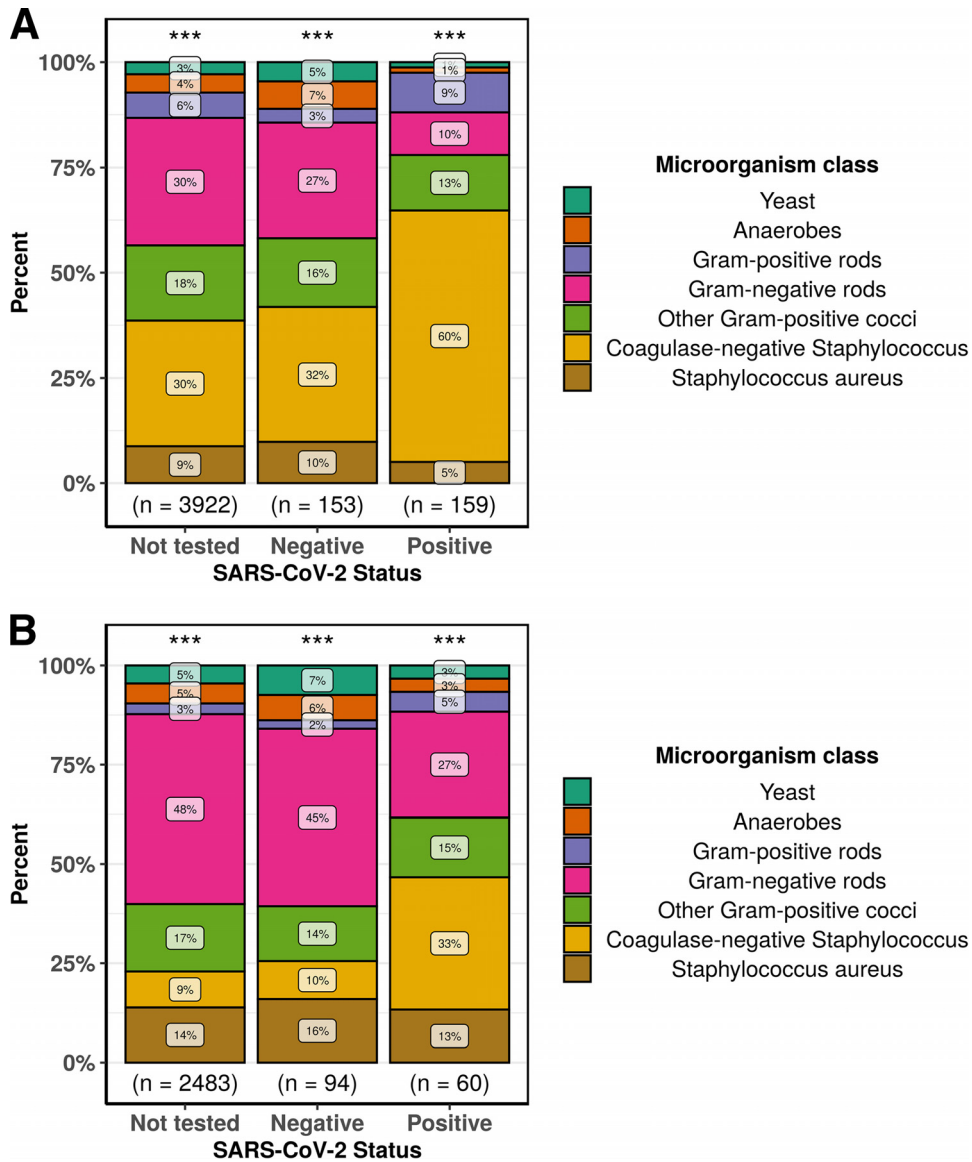 A
*** *** ***
100%
75%
50%
25%
0%
Percent
3% 5%
4% 7% 1%
6% 3% 9%
30% 27% 10%
18% 16% 13%
30% 32% 60%
9% 10% 5%
(n = 3922) (n = 153) (n = 159)
Not tested Negative Positive
SARS-CoV-2 Status
Microorganism class
Yeast
Anaerobes
Gram-positive rods
Gram-negative rods
Other Gram-positive cocci
Coagulase-negative Staphylococcus
Staphylococcus aureus
B
*** *** ***
100%
75%
50%
25%
0%
Percent
5% 7% 3%
5% 6% 3%
3% 2% 5%
48% 45% 27%
17% 14% 15%
9% 10% 33%
14% 16% 13%
(n = 2483) (n = 94) (n = 60)
Not tested Negative Positive
SARS-CoV-2 Status
Microorganism class
Yeast
Anaerobes
Gram-positive rods
Gram-negative rods
Other Gram-positive cocci
Coagulase-negative Staphylococcus
Staphylococcus aureus